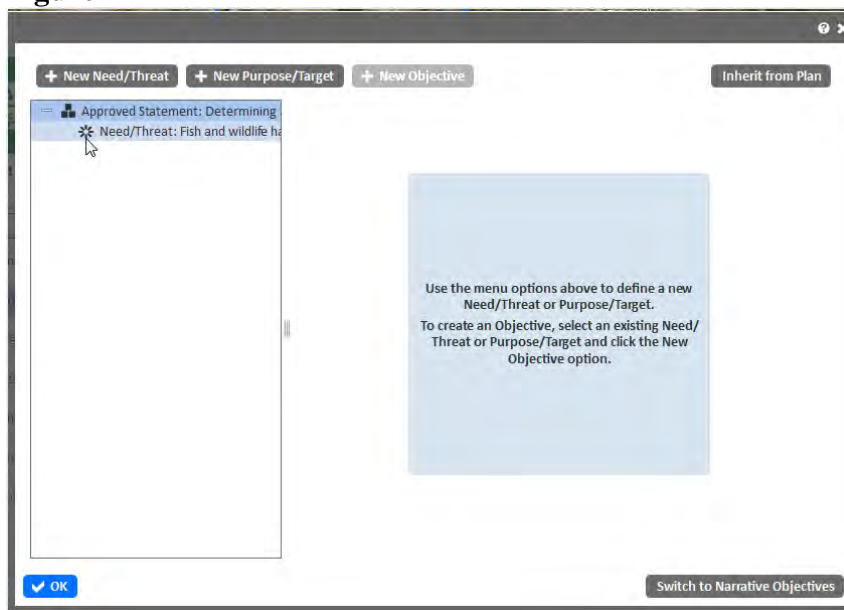 + New Need/Threat + New Purpose/Target + New Objective Inherit from Plan
Approved Statement: Determining
Need/Threat: Fish and wildlife ha
Use the menu options above to define a new
Need/Threat or Purpose/Target.
To create an Objective, select an existing Need/
Threat or Purpose/Target and click the New
Objective option.
OK Switch to Narrative Objectives